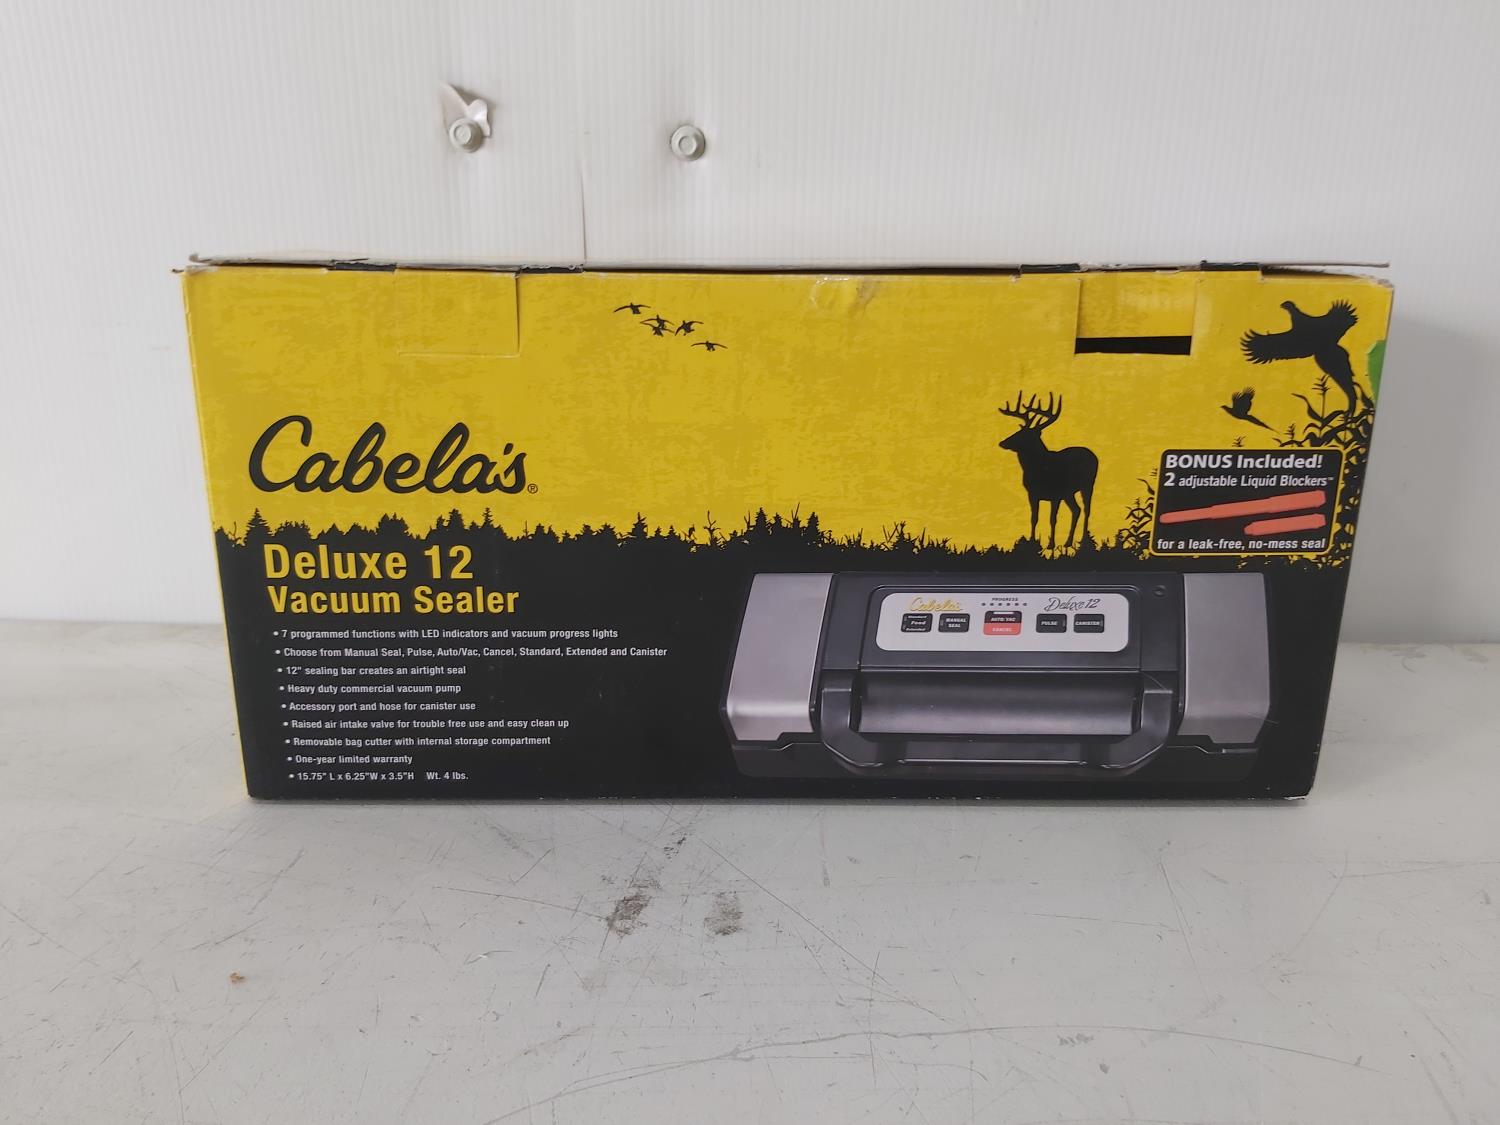 Cabela's®
Deluxe 12
Vacuum Sealer
• 7 programmed functions with LED indicators and vacuum progress lights
• Choose from Manual Seal, Pulse, Auto/Vac, Cancel, Standard, Extended and Canister
• 12" sealing bar creates an airtight seal
• Heavy duty commercial vacuum pump
• Accessory port and hose for canister use
• Raised air intake valve for trouble free use and easy clean up
• Removable bag cutter with internal storage compartment
• One-year limited warranty
• 15.75" L x 6.25"W x 3.5"H Wt. 4 lbs.
BONUS Included!
2 adjustable Liquid Blockers™
for a leak-free, no-mess seal
Cabela's
PROGRESS
Deluxe 12
Standard
Food
Extended
MANUAL
SEAL
AUTO/VAC
CANCEL
PULSE
CANISTER